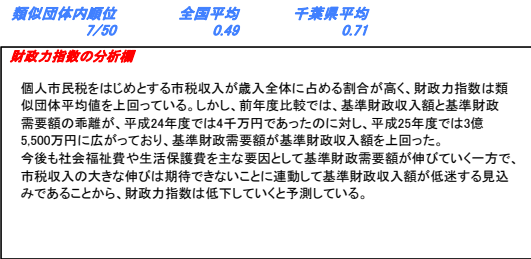 類似団体内順位 全国平均 千葉県平均
7/50 0.49 0.71
財政力指数の分析欄
個人市民税をはじめとする市税収入が歳入全体に占める割合が高く、財政力指数は類
似団体平均値を上回っている。しかし、前年度比較では、基準財政収入額と基準財政
需要額の乖離が、平成24年度では4千万円であったのに対し、平成25年度では3億
5,500万円に広がっており、基準財政需要額が基準財政収入額を上回った。
今後も社会福祉費や生活保護費を主な要因として基準財政需要額が伸びていく一方で、
市税収入の大きな伸びは期待できないことに連動して基準財政収入額が低迷する見込
みであることから、財政力指数は低下していくと予測している。